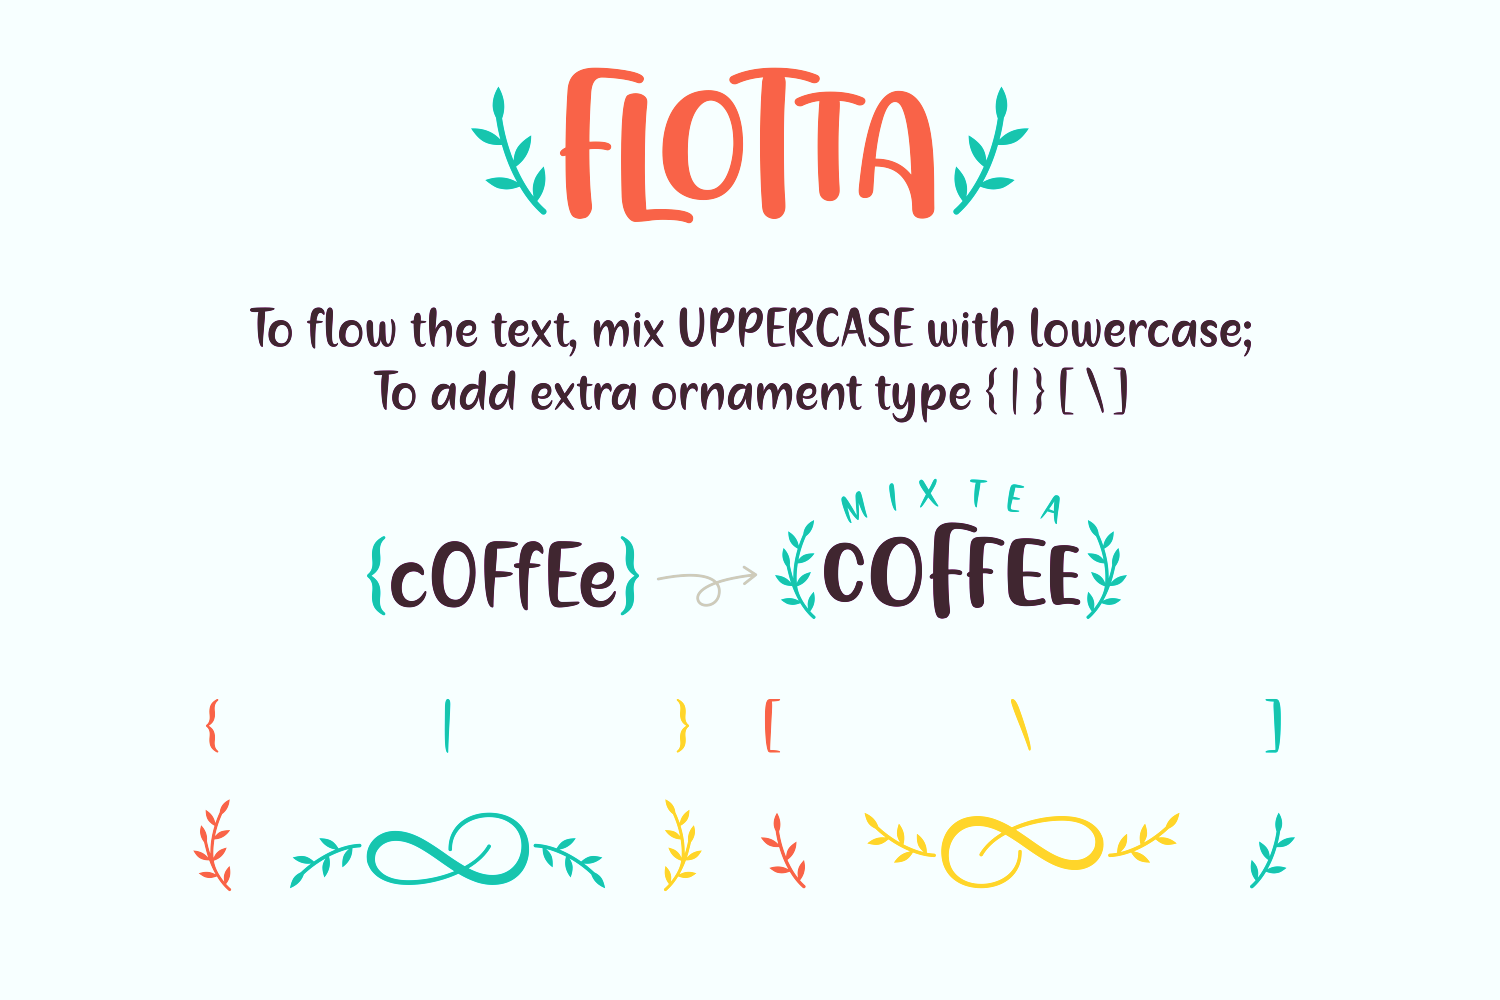 FLOTTA
To flow the text, mix UPPERCASE with lowercase;
To add extra ornament type { | } [ \ ]
MIX TEA
{cOFfEe} COFFEE
{ | } [ \ ]